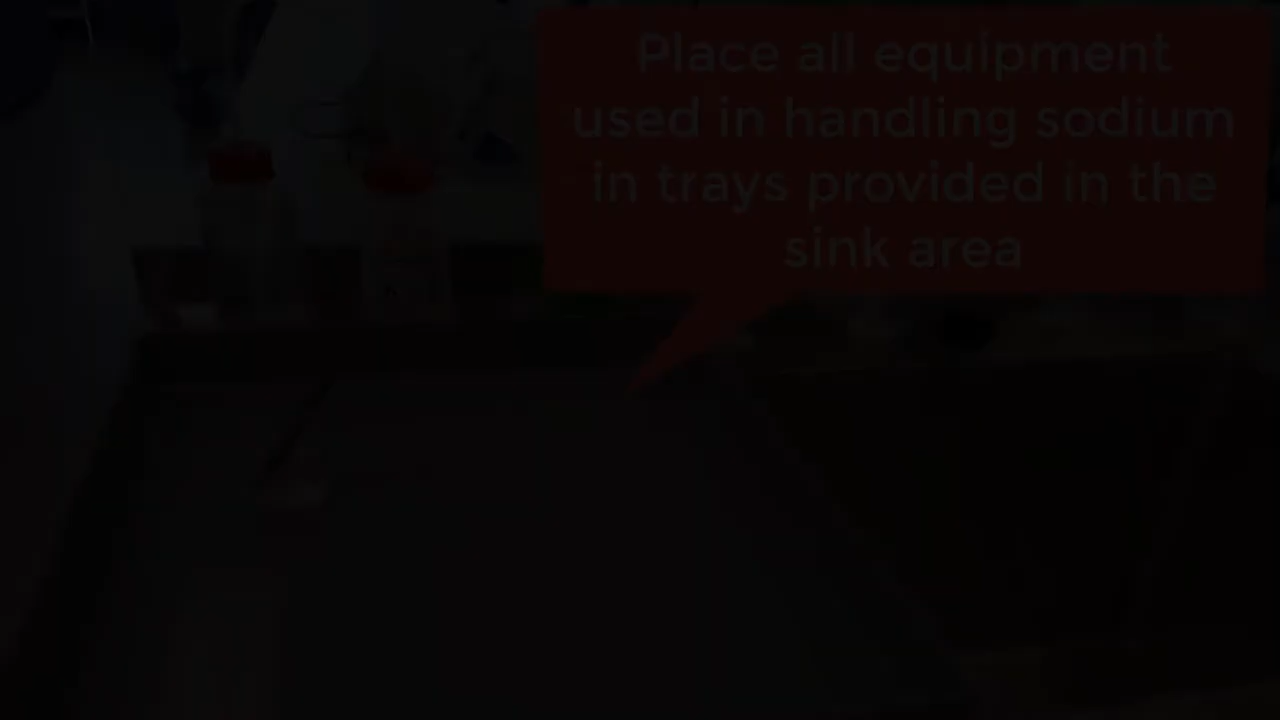 Place all equipment
used in handling sodium
in trays provided in the
sink area